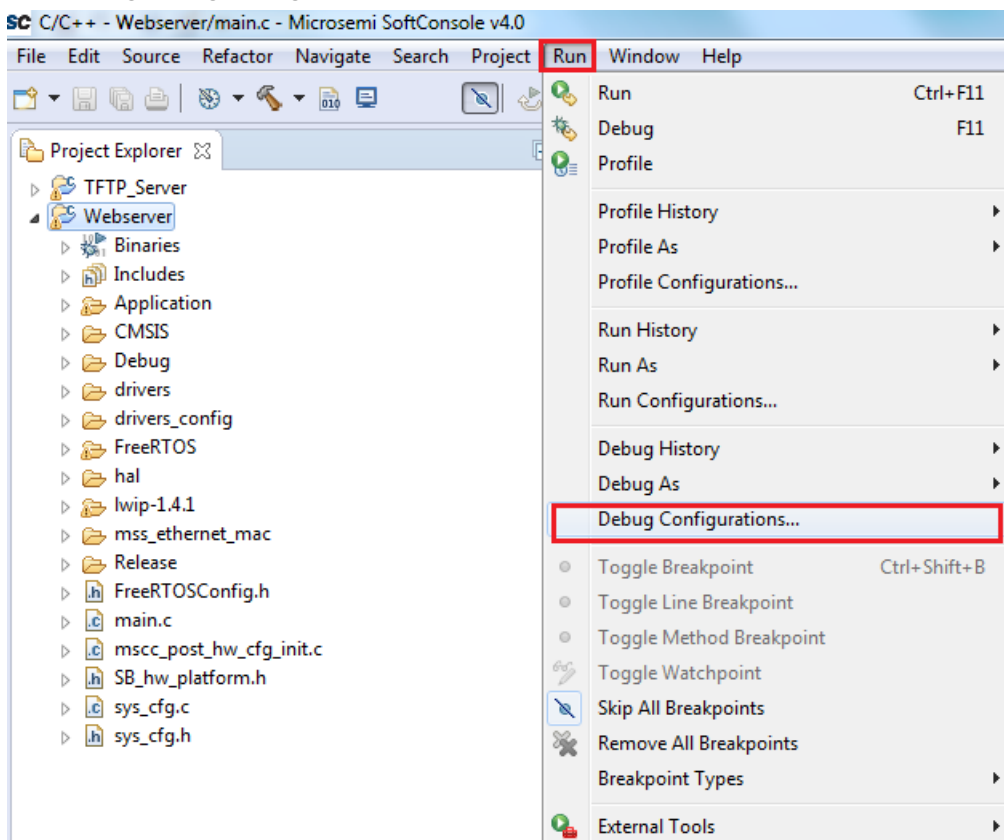 SC C/C++ - Webserver/main.c - Microsemi SoftConsole v4.0
File Edit Source Refactor Navigate Search Project Run Window Help
010
Project Explorer
TFTP_Server
Webserver
Binaries
Includes
Application
CMSIS
Debug
drivers
drivers_config
FreeRTOS
hal
lwip-1.4.1
mss_ethernet_mac
Release
.h FreeRTOSConfig.h
.c main.c
.c mscc_post_hw_cfg_init.c
.h SB_hw_platform.h
.c sys_cfg.c
.h sys_cfg.h
Run Ctrl+F11
Debug F11
Profile
Profile History
Profile As
Profile Configurations...
Run History
Run As
Run Configurations...
Debug History
Debug As
Debug Configurations...
Toggle Breakpoint Ctrl+Shift+B
Toggle Line Breakpoint
Toggle Method Breakpoint
Toggle Watchpoint
Skip All Breakpoints
Remove All Breakpoints
Breakpoint Types
External Tools